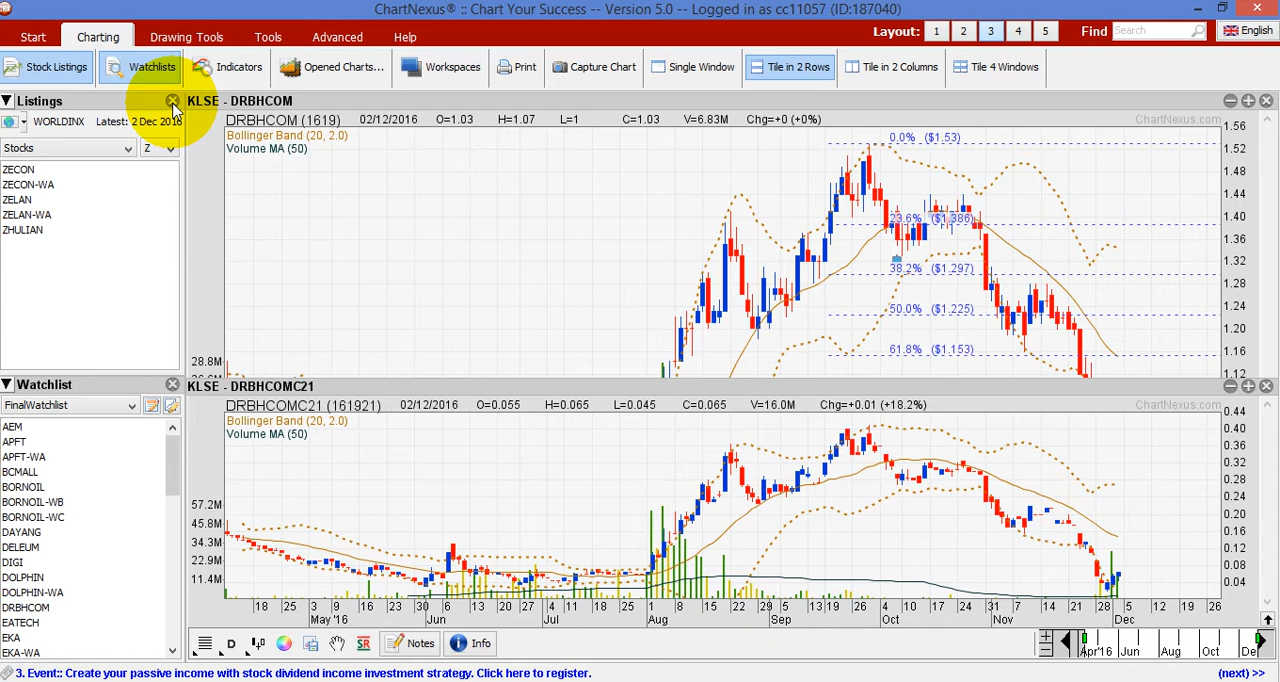 ChartNexus® :: Chart Your Success -- Version 5.0 -- Logged in as cc11057 (ID:187040)
Start Charting Drawing Tools Tools Advanced Help Layout: 1 2 3 4 5 Find Search English
Stock Listings Watchlists Indicators Opened Charts... Workspaces Print Capture Chart Single Window Tile in 2 Rows Tile in 2 Columns Tile 4 Windows
Listings
WORLDINX Latest: 2 Dec 2016
Stocks Z
ZECON
ZECON-WA
ZELAN
ZELAN-WA
ZHULIAN
Watchlist
FinalWatchlist
AEM
APFT
APFT-WA
BCMALL
BORNOIL
BORNOIL-WB
BORNOIL-WC
DAYANG
DELEUM
DIGI
DOLPHIN
DOLPHIN-WA
DRBHCOM
EATECH
EKA
EKA-WA
KLSE - DRBHCOM
DRBHCOM (1619) 02/12/2016 O=1.03 H=1.07 L=1 C=1.03 V=6.83M Chg=+0 (+0%) ChartNexus.com
Bollinger Band (20, 2.0)
Volume MA (50)
0.0% ($1.53)
23.6% ($1.386)
38.2% ($1.297)
50.0% ($1.225)
61.8% ($1.153)
1.56
1.52
1.48
1.44
1.40
1.36
1.32
1.28
1.24
1.20
1.16
1.12
28.8M
KLSE - DRBHCOMC21
DRBHCOMC21 (161921) 02/12/2016 O=0.055 H=0.065 L=0.045 C=0.065 V=16.0M Chg=+0.01 (+18.2%) ChartNexus.com
Bollinger Band (20, 2.0)
Volume MA (50)
0.44
0.40
0.36
0.32
0.28
0.24
0.20
0.16
0.12
0.08
0.04
57.2M
45.8M
34.3M
22.9M
11.4M
18 25 3 9 16 23 30 6 13 20 27 4 11 18 25 1 8 15 22 29 5 13 19 26 4 10 17 24 31 7 14 21 28 5 12 19 26
May '16 Jun Jul Aug Sep Oct Nov Dec
D SR Notes Info Apr'16 Jun Aug Oct De
3. Event:: Create your passive income with stock dividend income investment strategy. Click here to register. (next) >>